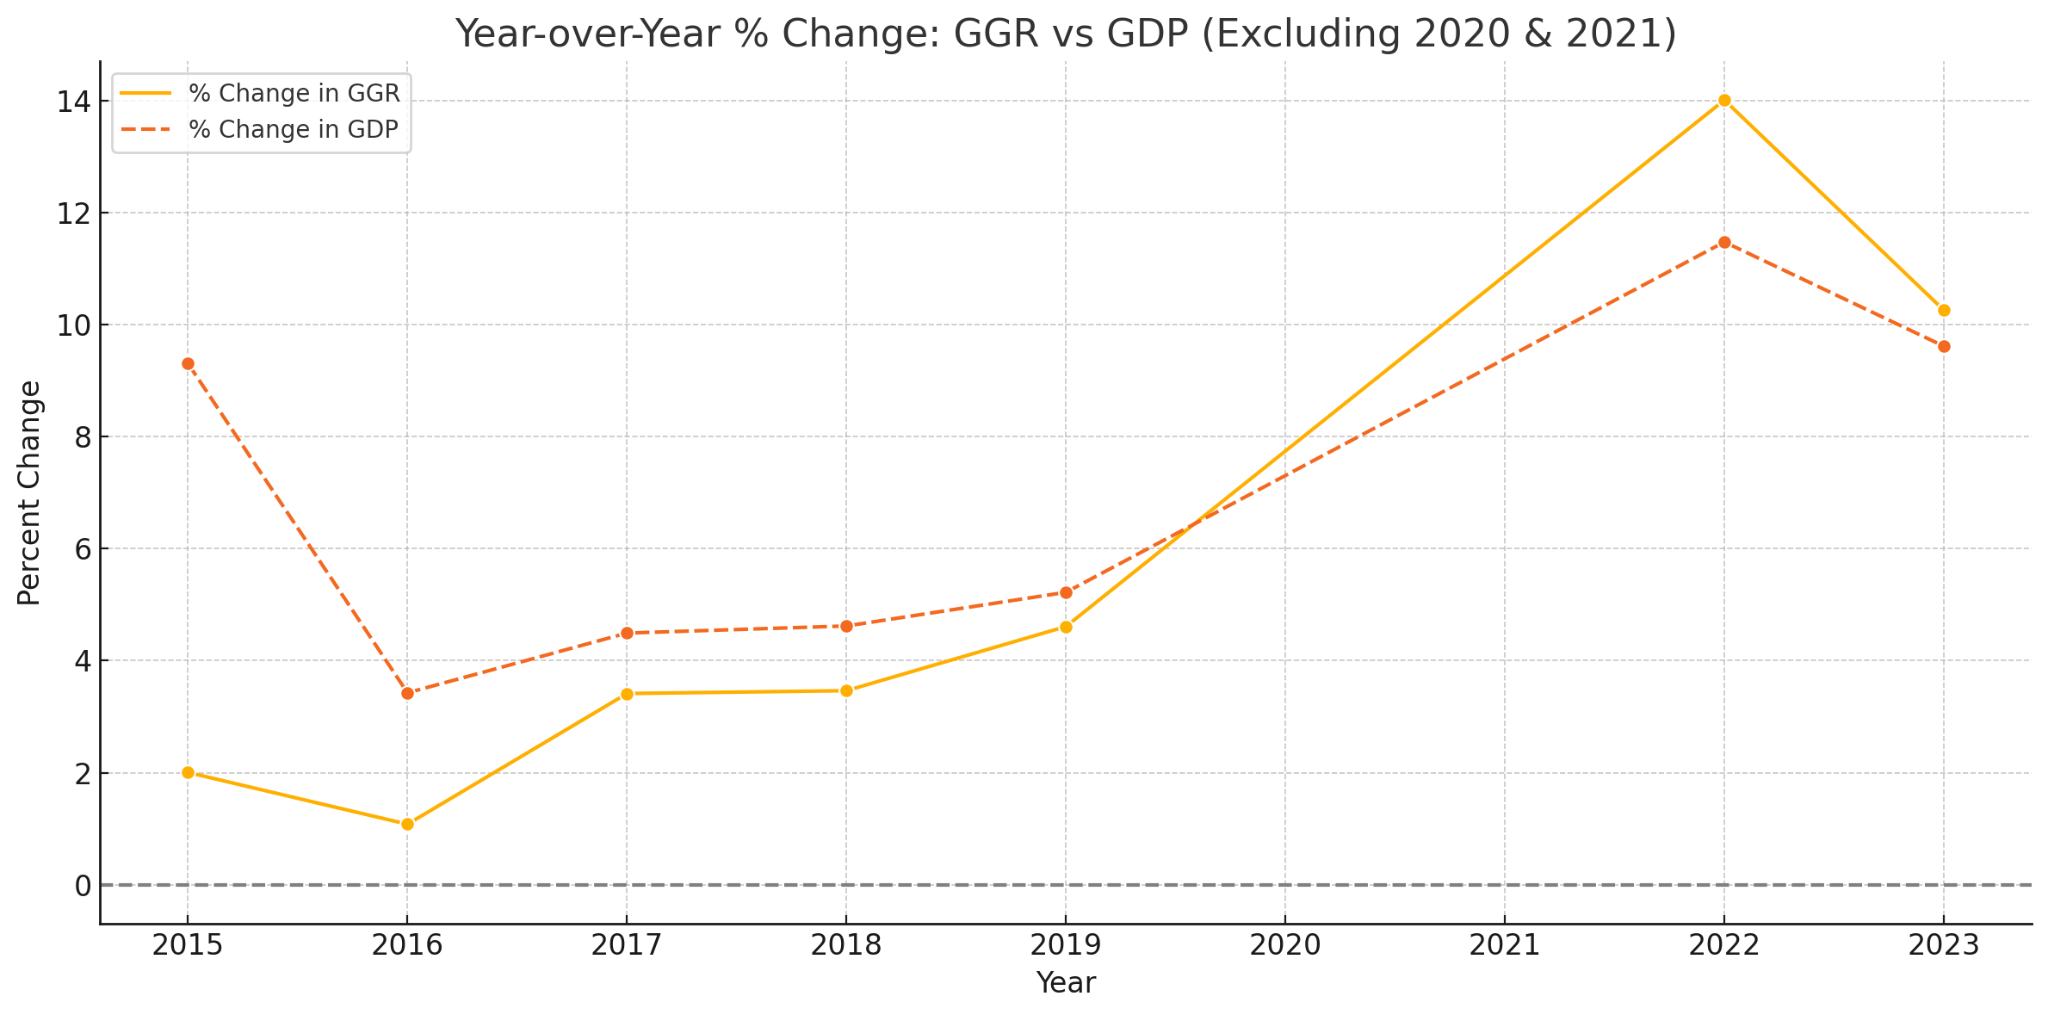 Year-over-Year % Change: GGR vs GDP (Excluding 2020 & 2021)
% Change in GGR
% Change in GDP
14
12
10
8
6
4
2
0
Percent Change
2015 2016 2017 2018 2019 2020 2021 2022 2023
Year